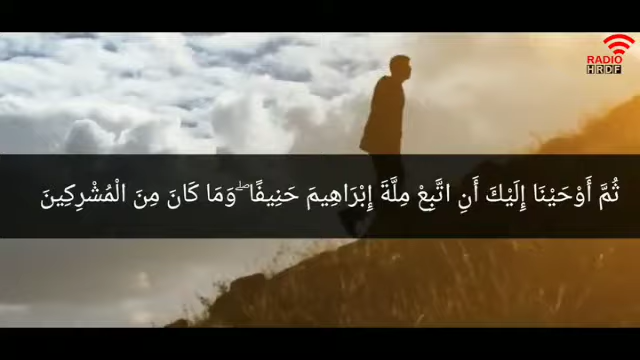 RADIO
HRDF
ثُمَّ أَوْحَيْنَا إِلَيْكَ أَنِ اتَّبِعْ مِلَّةَ إِبْرَاهِيمَ حَنِيفًا ۖ وَمَا كَانَ مِنَ الْمُشْرِكِينَ